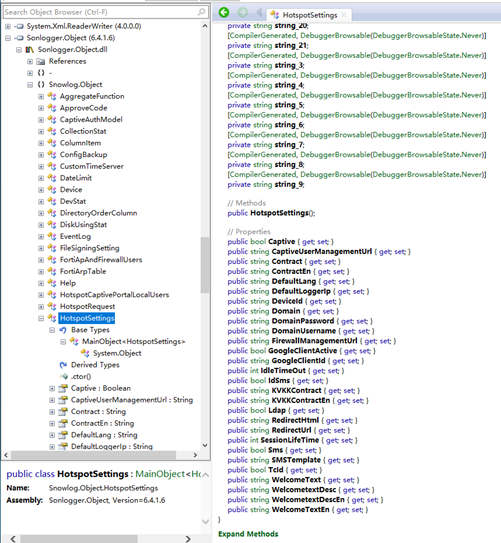 Search Object Browser (Ctrl-F)
System.Xml.ReaderWriter (4.0.0.0)
Sonlogger.Object (6.4.1.6)
Sonlogger.Object.dll
References
-
Snowlog.Object
AggregateFunction
ApproveCode
CaptiveAuthModel
CollectionStat
ColumnItem
ConfigBackup
CustomTimeServer
DateLimit
Device
DevStat
DirectoryOrderColumn
DiskUsingStat
EventLog
FileSigningSetting
FortiApAndFirewallUsers
FortiArpTable
Help
HotspotCaptivePortalLocalUsers
HotspotRequest
HotspotSettings
Base Types
MainObject<HotspotSettings>
System.Object
Derived Types
.ctor()
Captive : Boolean
CaptiveUserManagementUrl : String
Contract : String
ContractEn : String
DefaultLang : String
DefaultLoggerIp : String
public class HotspotSettings : MainObject<Ho
Name: Snowlog.Object.HotspotSettings
Assembly: Sonlogger.Object, Version=6.4.1.6
HotspotSettings
private string string_20;
[CompilerGenerated, DebuggerBrowsable(DebuggerBrowsableState.Never)]
private string string_21;
[CompilerGenerated, DebuggerBrowsable(DebuggerBrowsableState.Never)]
private string string_3;
[CompilerGenerated, DebuggerBrowsable(DebuggerBrowsableState.Never)]
private string string_4;
[CompilerGenerated, DebuggerBrowsable(DebuggerBrowsableState.Never)]
private string string_5;
[CompilerGenerated, DebuggerBrowsable(DebuggerBrowsableState.Never)]
private string string_6;
[CompilerGenerated, DebuggerBrowsable(DebuggerBrowsableState.Never)]
private string string_7;
[CompilerGenerated, DebuggerBrowsable(DebuggerBrowsableState.Never)]
private string string_8;
[CompilerGenerated, DebuggerBrowsable(DebuggerBrowsableState.Never)]
private string string_9;
// Methods
public HotspotSettings();
// Properties
public bool Captive { get; set; }
public string CaptiveUserManagementUrl { get; set; }
public string Contract { get; set; }
public string ContractEn { get; set; }
public string DefaultLang { get; set; }
public string DefaultLoggerIp { get; set; }
public string DeviceId { get; set; }
public string Domain { get; set; }
public string DomainPassword { get; set; }
public string DomainUsername { get; set; }
public string FirewallManagementUrl { get; set; }
public bool GoogleClientActive { get; set; }
public string GoogleClientId { get; set; }
public int IdleTimeOut { get; set; }
public bool IdSms { get; set; }
public string KVKKContract { get; set; }
public string KVKKContractEn { get; set; }
public bool Ldap { get; set; }
public string RedirectHtml { get; set; }
public string RedirectUrl { get; set; }
public int SessionLifeTime { get; set; }
public bool Sms { get; set; }
public string SMSTemplate { get; set; }
public bool TcId { get; set; }
public string WelcomeText { get; set; }
public string WelcometextDesc { get; set; }
public string WelcometextDescEn { get; set; }
public string WelcomeTextEn { get; set; }
}
Expand Methods